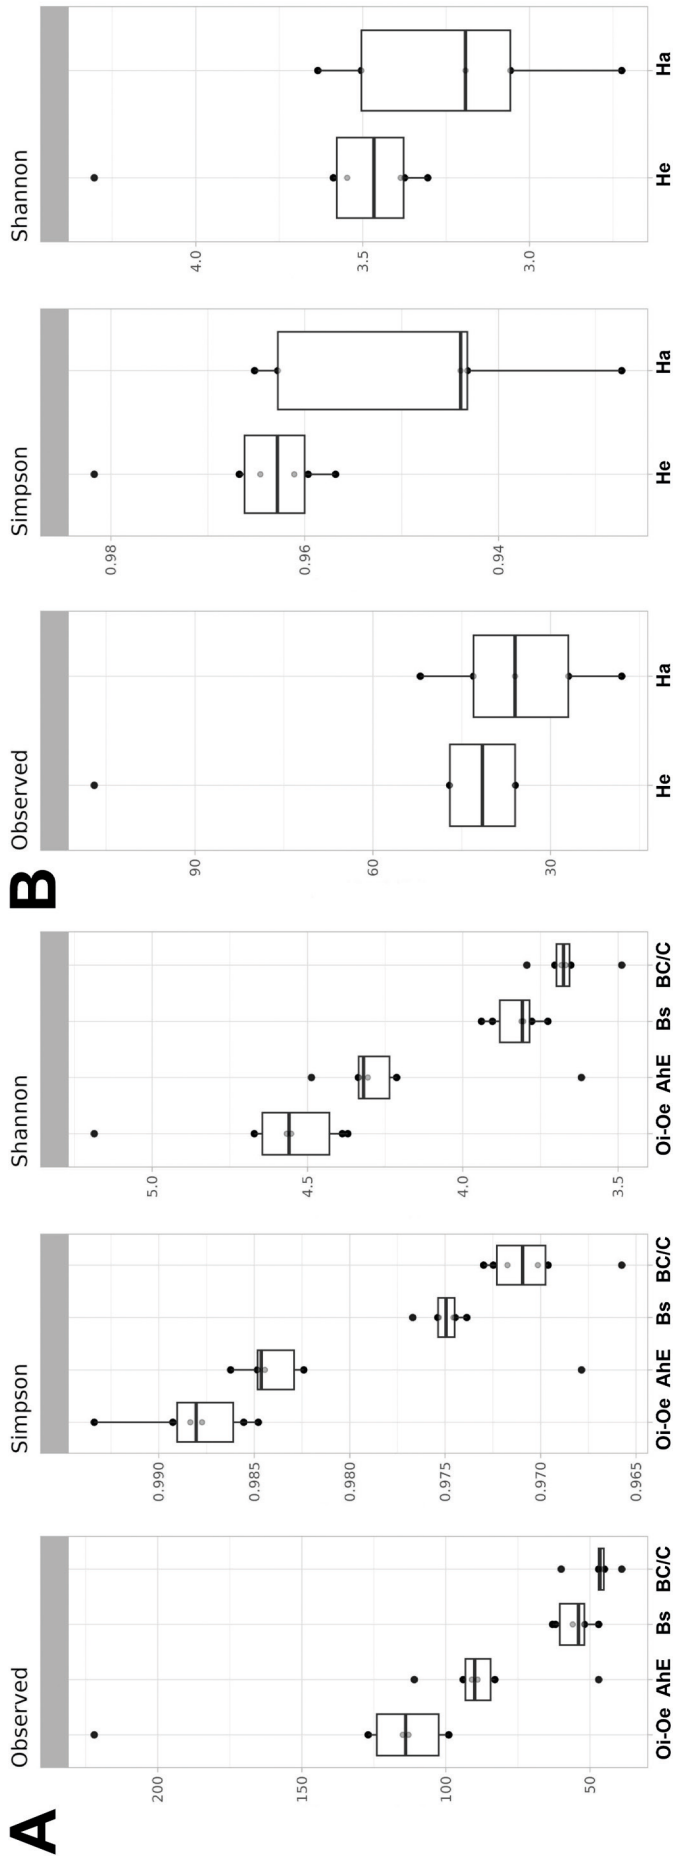 A
Observed
200
150
100
50
Oi-Oe AhE Bs BC/C
Simpson
0.990
0.985
0.980
0.975
0.970
0.965
Oi-Oe AhE Bs BC/C
Shannon
5.0
4.5
4.0
3.5
Oi-Oe AhE Bs BC/C
B
Observed
90
60
30
He Ha
Simpson
0.98
0.96
0.94
He Ha
Shannon
4.0
3.5
3.0
He Ha